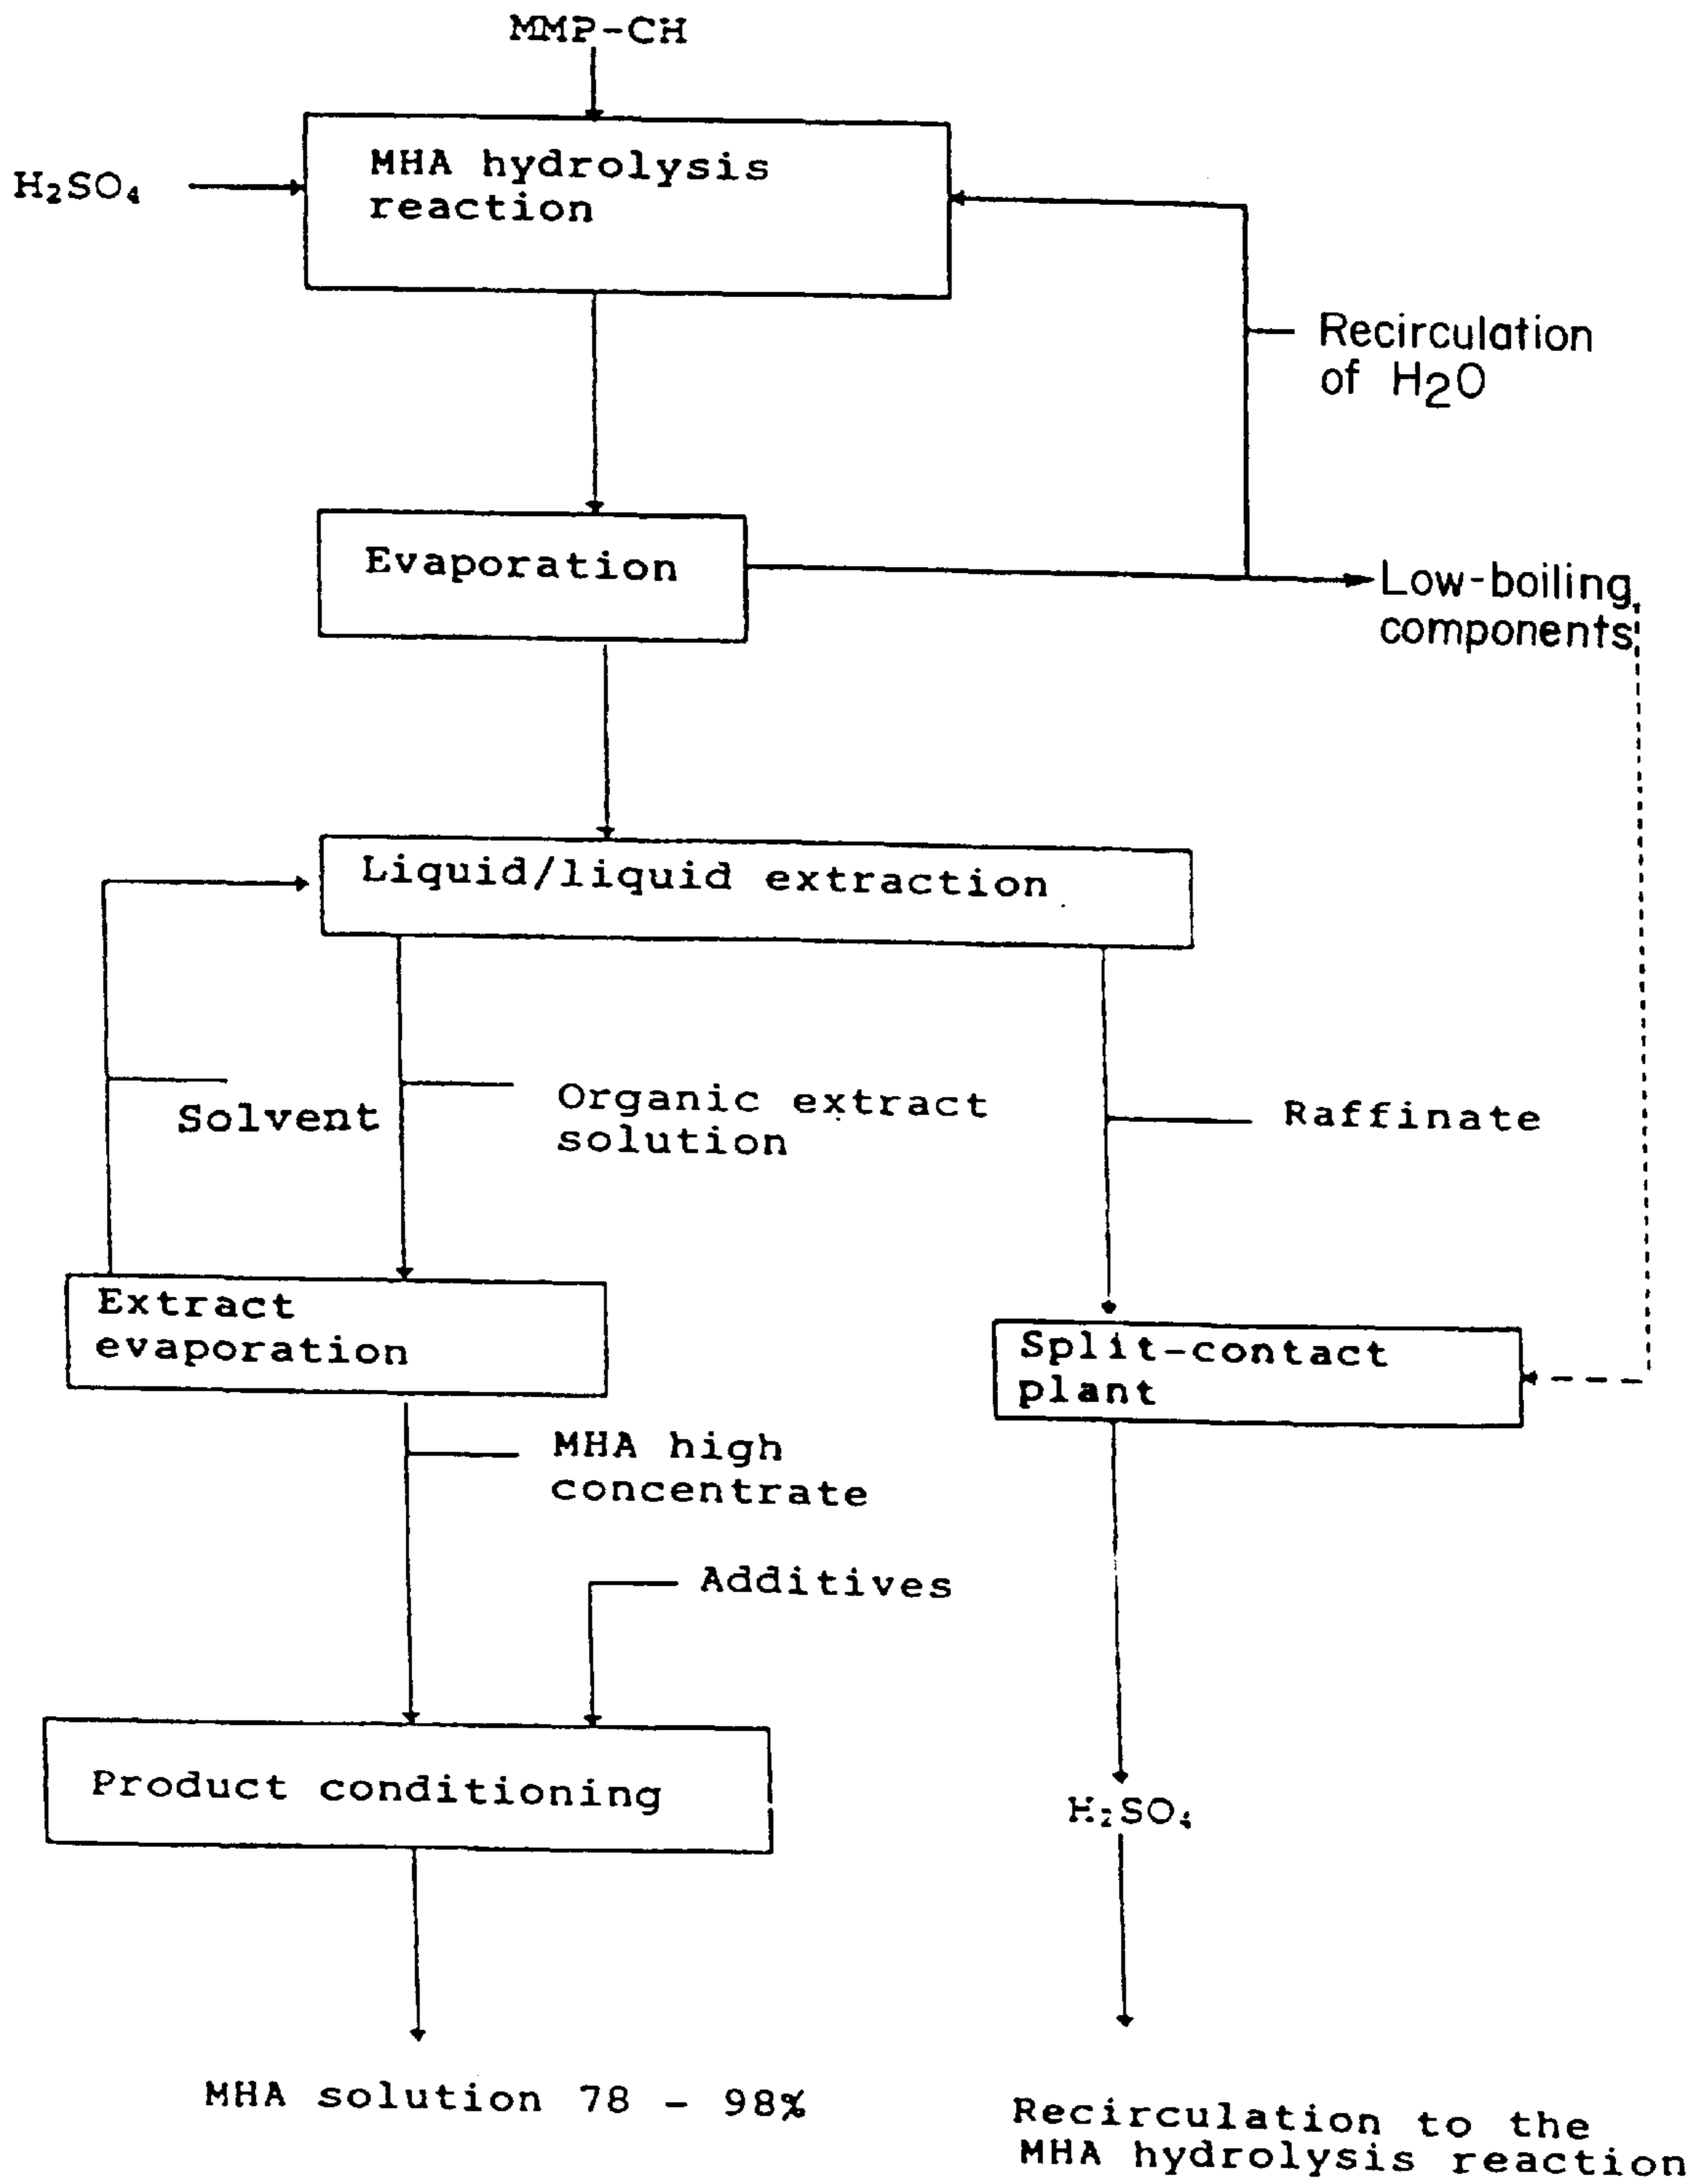 MMP-CH
MHA hydrolysis
reaction
H₂SO₄
Recirculation
of H₂O
Evaporation
Low-boiling
components
Liquid/liquid extraction
Solvent
Organic extract
solution
Raffinate
Extract
evaporation
Split-contact
plant
MHA high
concentrate
Additives
Product conditioning
H₂SO₄
MHA solution 78 - 98%
Recirculation to the
MHA hydrolysis reaction